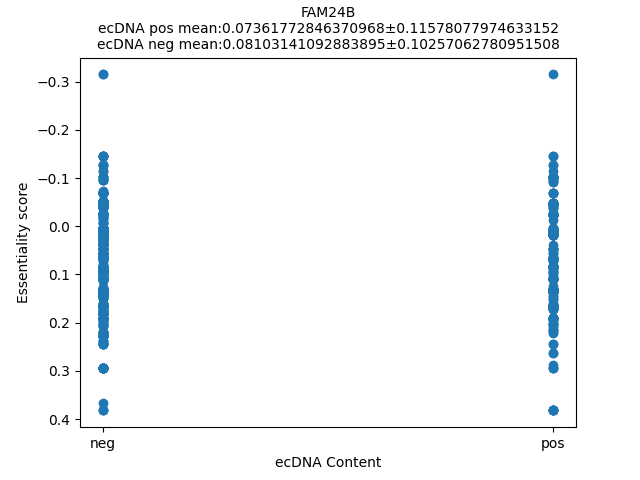 FAM24B
ecDNA pos mean:0.07361772846370968±0.11578077974633152
ecDNA neg mean:0.08103141092883895±0.10257062780951508
Essentiality score
−0.3
−0.2
−0.1
0.0
0.1
0.2
0.3
0.4
neg
pos
ecDNA Content